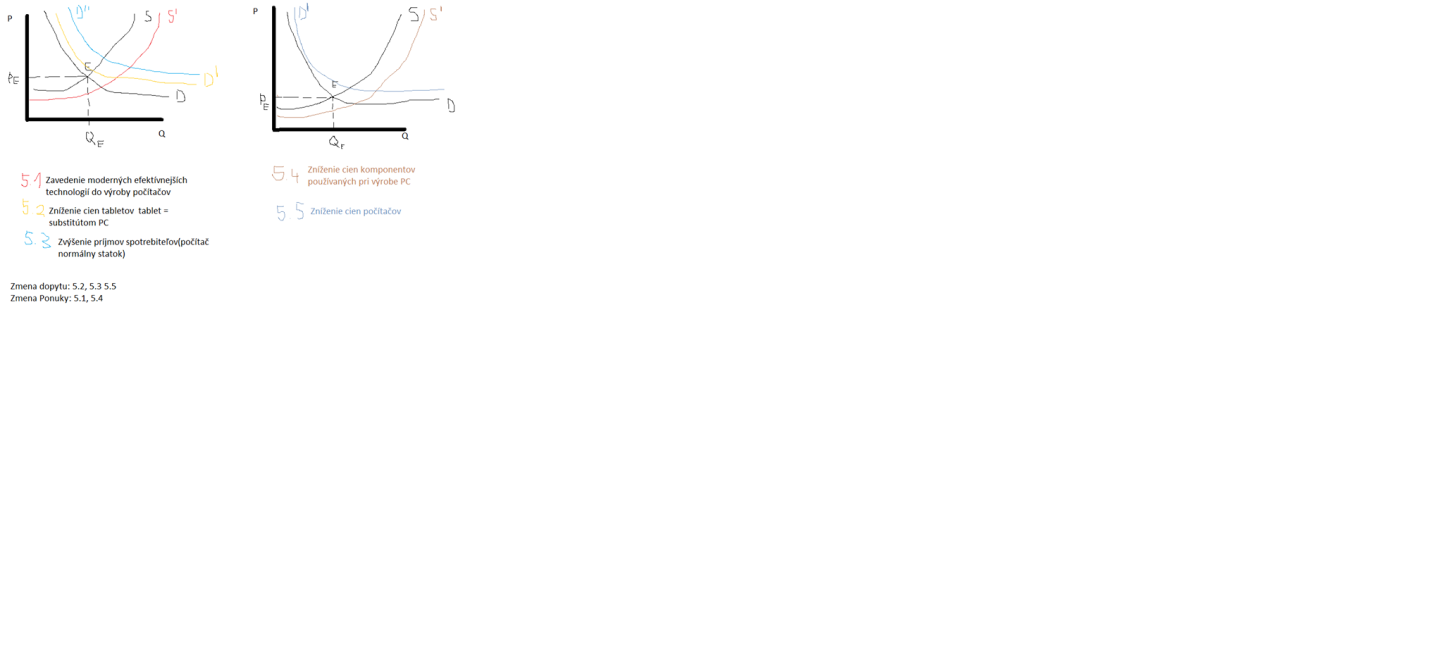 P
D''
S
S'
E
PE
D'
D
QE
Q
P
D'
S
S'
E
PE
D
QE
Q
5.1 Zavedenie moderných efektívnejších
technologií do výroby počítačov
5.2 Zníženie cien tabletov tablet =
substitútom PC
5.3 Zvýšenie príjmov spotrebiteľov(počítač
normálny statok)
5 4 Zníženie cien komponentov
používaných pri výrobe PC
5 5 Zníženie cien počítačov
Zmena dopytu: 5.2, 5.3 5.5
Zmena Ponuky: 5.1, 5.4